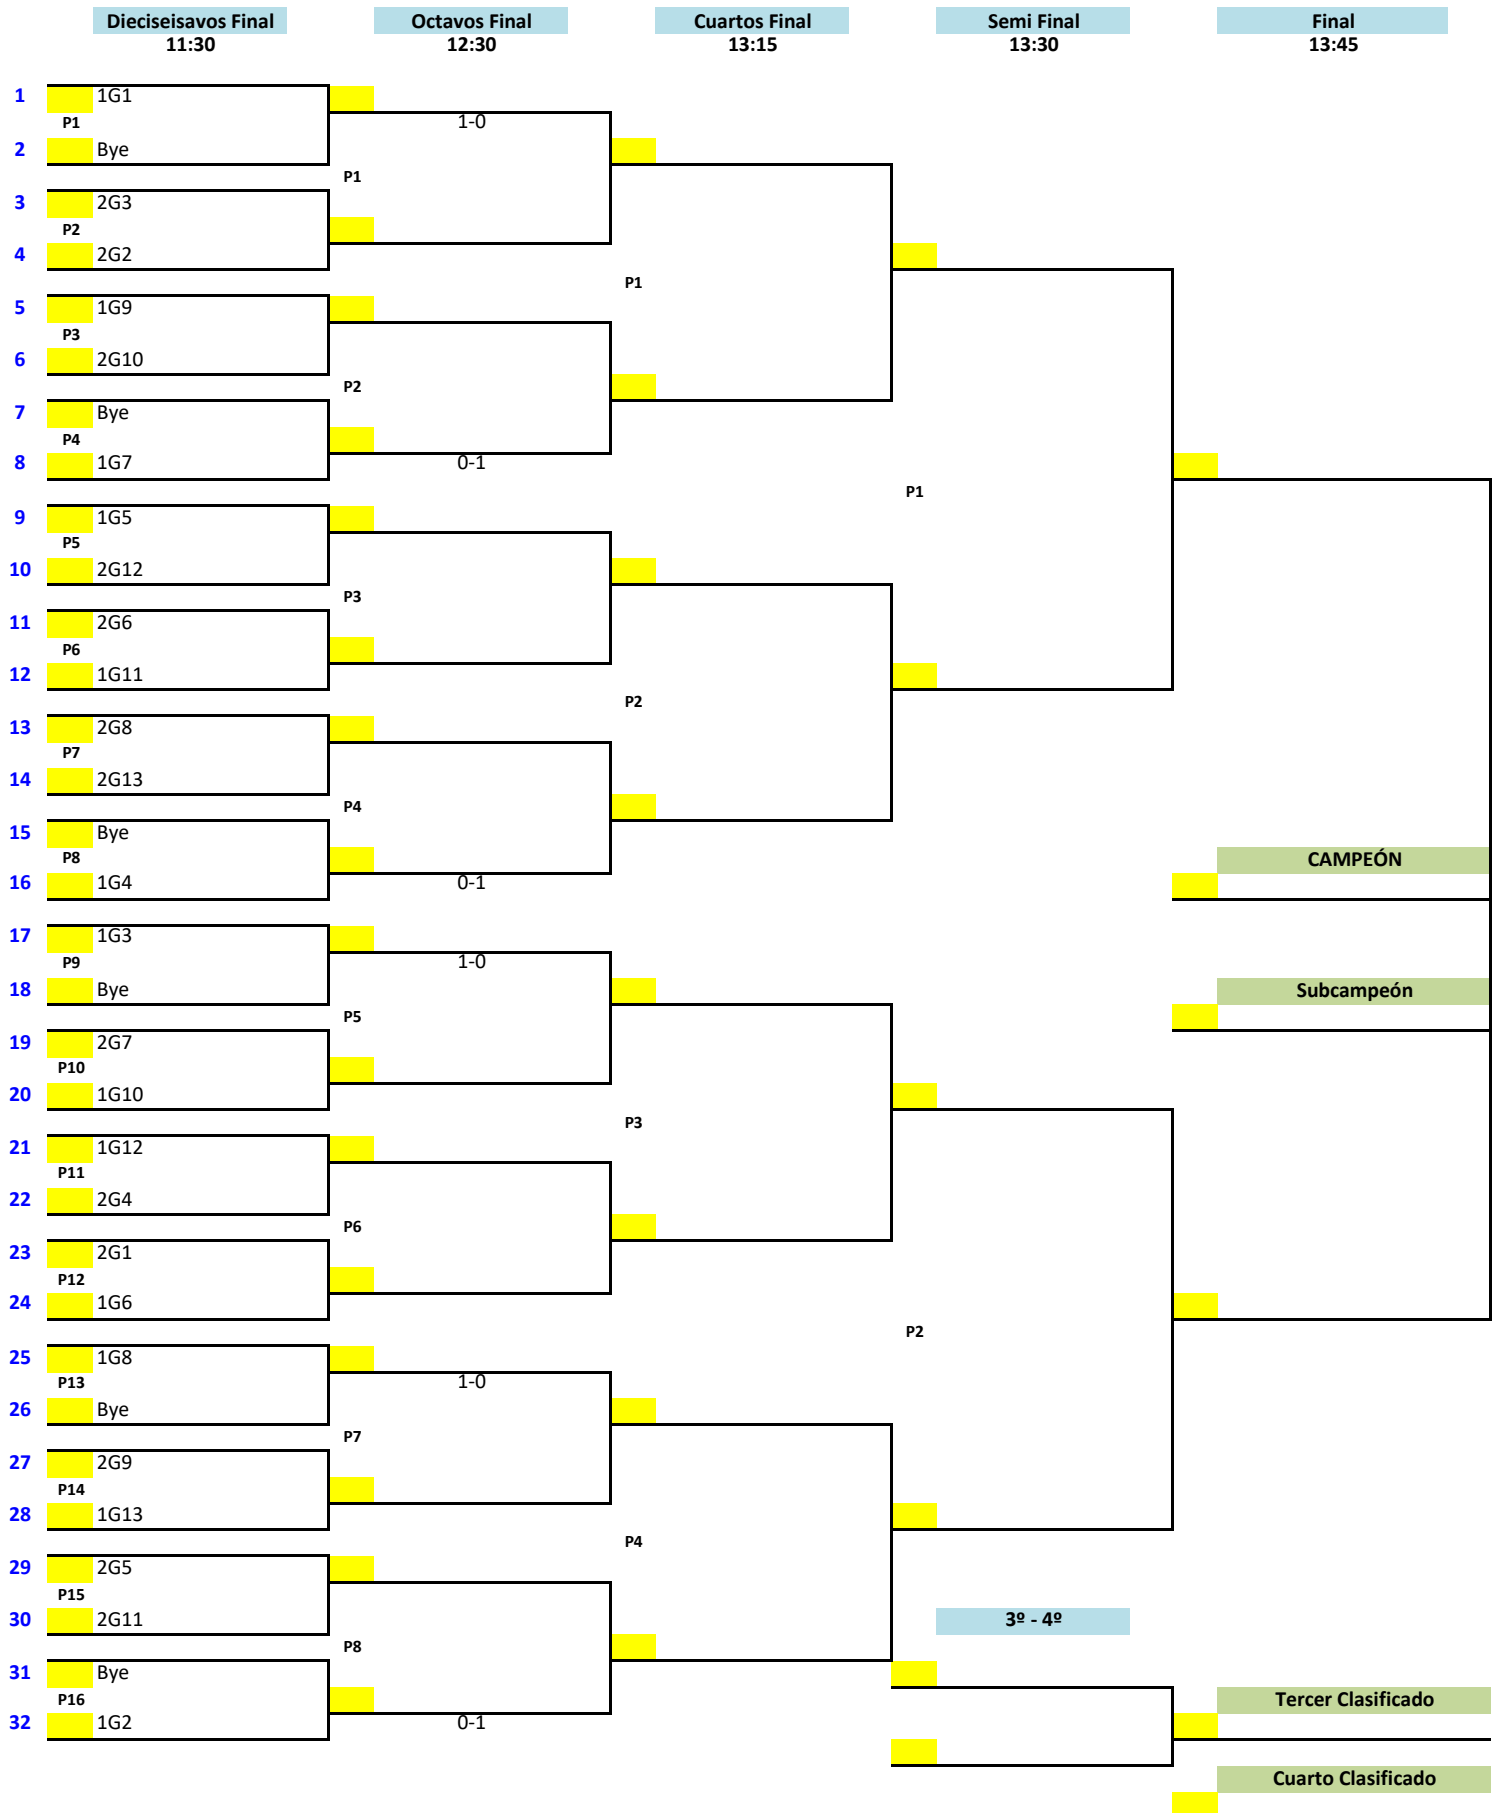 Dieciseisavos Final Octavos Final Cuartos Final Semi Final Final
11:30 12:30 13:15 13:30 13:45
1 1G1
P1 1-0
2 Bye
P1
3 2G3
P2
4 2G2
P1
5 1G9
P3
6 2G10
P2
7 Bye
P4
8 1G7 0-1
P1
9 1G5
P5
10 2G12
P3
11 2G6
P6
12 1G11
P2
13 2G8
P7
14 2G13
P4
15 Bye
P8 CAMPEÓN
16 1G4 0-1
17 1G3
P9 1-0
18 Bye Subcampeón
P5
19 2G7
P10
20 1G10
P3
21 1G12
P11
22 2G4
P6
23 2G1
P12
24 1G6
P2
25 1G8
P13 1-0
26 Bye
P7
27 2G9
P14
28 1G13
P4
29 2G5
P15
30 2G11 3º - 4º
P8
31 Bye
P16 Tercer Clasificado
32 1G2 0-1
Cuarto Clasificado